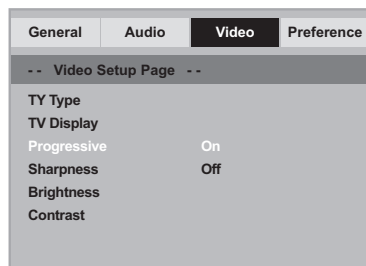 General Audio Video Preference
- - Video Setup Page - -
TY Type
TV Display
Progressive On
Sharpness Off
Brightness
Contrast